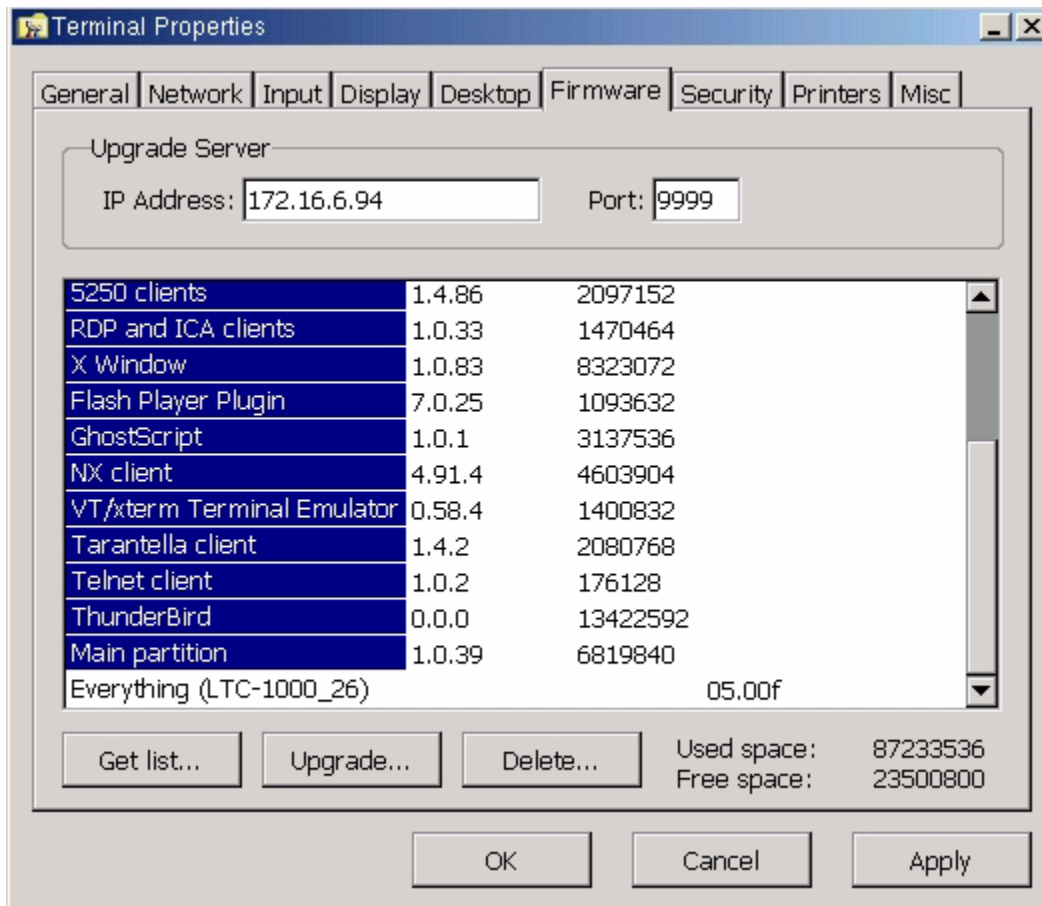 Terminal Properties
General Network Input Display Desktop Firmware Security Printers Misc
Upgrade Server
IP Address: 172.16.6.94 Port: 9999
5250 clients 1.4.86 2097152
RDP and ICA clients 1.0.33 1470464
X Window 1.0.83 8323072
Flash Player Plugin 7.0.25 1093632
GhostScript 1.0.1 3137536
NX client 4.91.4 4603904
VT/xterm Terminal Emulator 0.58.4 1400832
Tarantella client 1.4.2 2080768
Telnet client 1.0.2 176128
ThunderBird 0.0.0 13422592
Main partition 1.0.39 6819840
Everything (LTC-1000_26) 05.00f
Get list... Upgrade... Delete... Used space: 87233536
Free space: 23500800
OK Cancel Apply